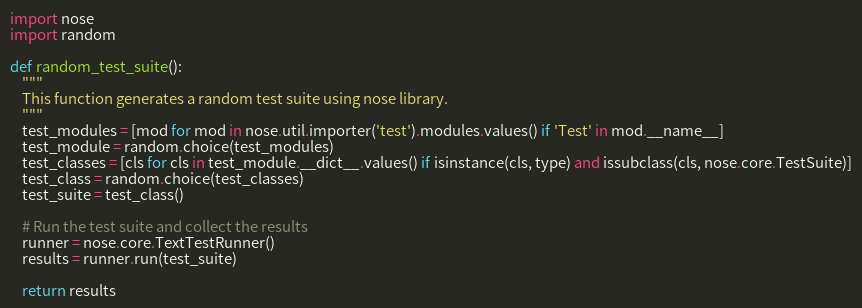 import nose
import random

def random_test_suite():
    """
    This function generates a random test suite using nose library.
    """
    test_modules = [mod for mod in nose.util.importer('test').modules.values() if 'Test' in mod.__name__]
    test_module = random.choice(test_modules)
    test_classes = [cls for cls in test_module.__dict__.values() if isinstance(cls, type) and issubclass(cls, nose.core.TestSuite)]
    test_class = random.choice(test_classes)
    test_suite = test_class()

    # Run the test suite and collect the results
    runner = nose.core.TextTestRunner()
    results = runner.run(test_suite)

    return results